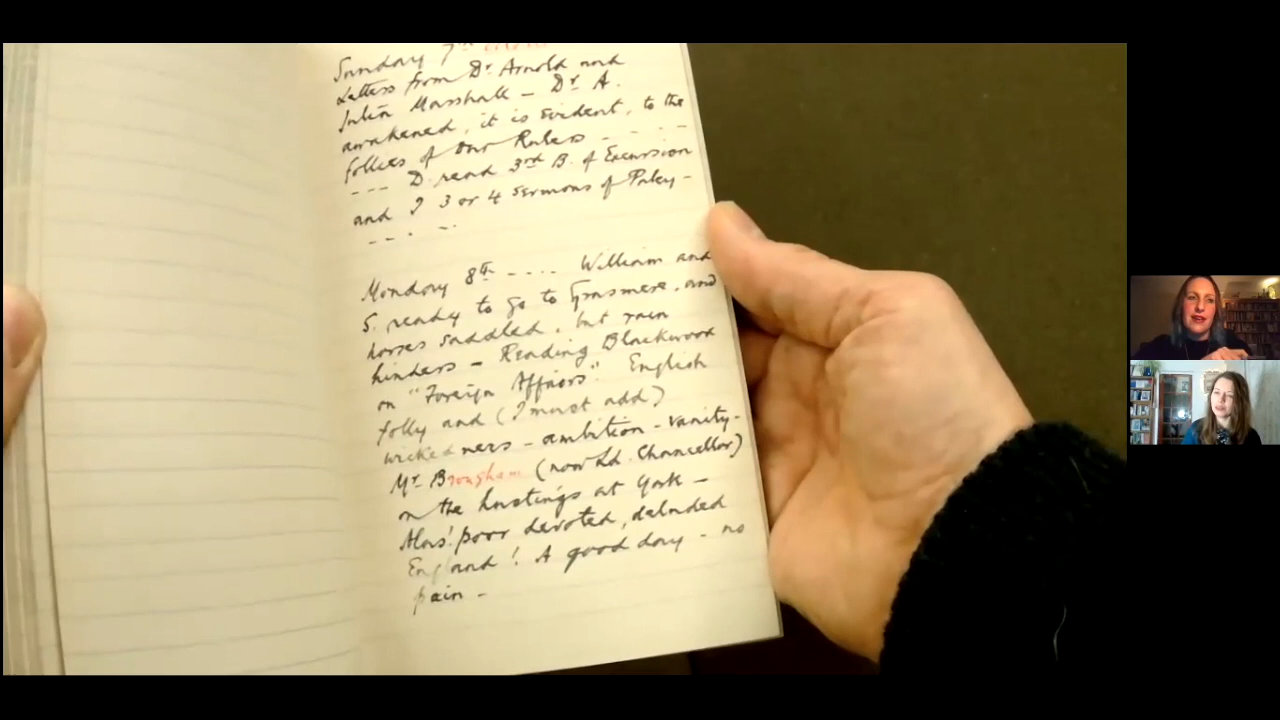 Sunday 7th
Letters from Dr. Arnold and
Julia Marshall – Dr. A.
awakened, it is evident, to the
follies of our Rulers - - - -
- - - D. read 3rd B. of Excursion
and I 3 or 4 sermons of Paley –
- - . - .
Monday 8th - . . . William and
S. ready to go to Grasmere, and
horses saddled, but rain
hinders – Reading Blackwood
on "Foreign Affairs". English
folly and (I must add)
wickedness – ambition – vanity –
Mr. Brougham (now Ld. Chancellor)
on the hustings at York –
Alas! poor devoted, deluded
England! A good day – no
pain –